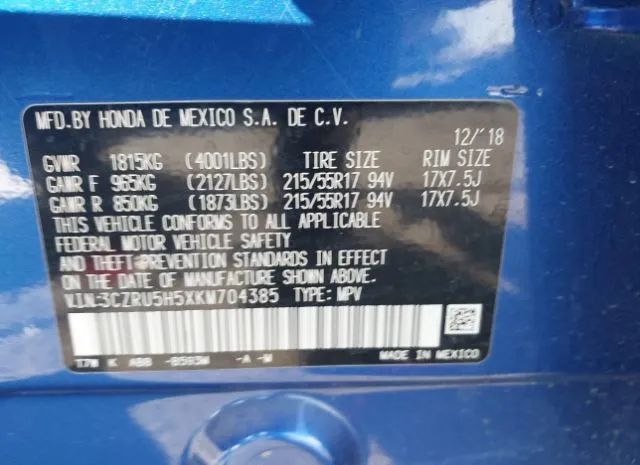 MFD.BY HONDA DE MEXICO S.A. DE C.V.
12/'18
GVWR 1815KG (4001LBS) TIRE SIZE RIM SIZE
GAWR F 965KG (2127LBS) 215/55R17 94V 17X7.5J
GAWR R 850KG (1873LBS) 215/55R17 94V 17X7.5J
THIS VEHICLE CONFORMS TO ALL APPLICABLE
FEDERAL MOTOR VEHICLE SAFETY
AND THEFT PREVENTION STANDARDS IN EFFECT
ON THE DATE OF MANUFACTURE SHOWN ABOVE.
V.I.N:3CZRU5H5XKM704385 TYPE: MPV
T7W K ABB -B593M -A -M
MADE IN MEXICO